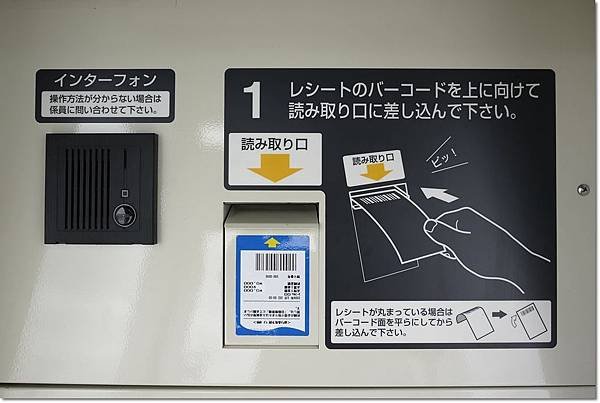 インターフォン
操作方法が分からない場合は
係員に問い合わせて下さい。
1
レシートのバーコードを上に向けて
読み取り口に差し込んで下さい。
読み取り口
読み取り口
ピッ!
レシートが丸まっている場合は
バーコード面を平らにしてから
差し込んで下さい。